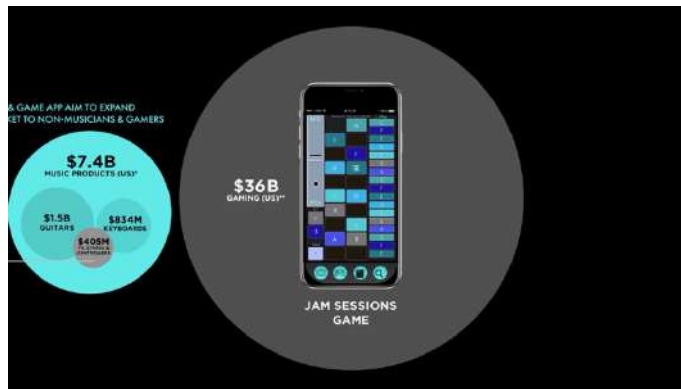 & GAME APP AIM TO EXPAND
KET TO NON-MUSICIANS & GAMERS
$7.4B
MUSIC PRODUCTS (US)*
$1.5B
GUITARS
$834M
KEYBOARDS
$405M
CONTROLLERS
$36B
GAMING (US)**
JAM SESSIONS
GAME